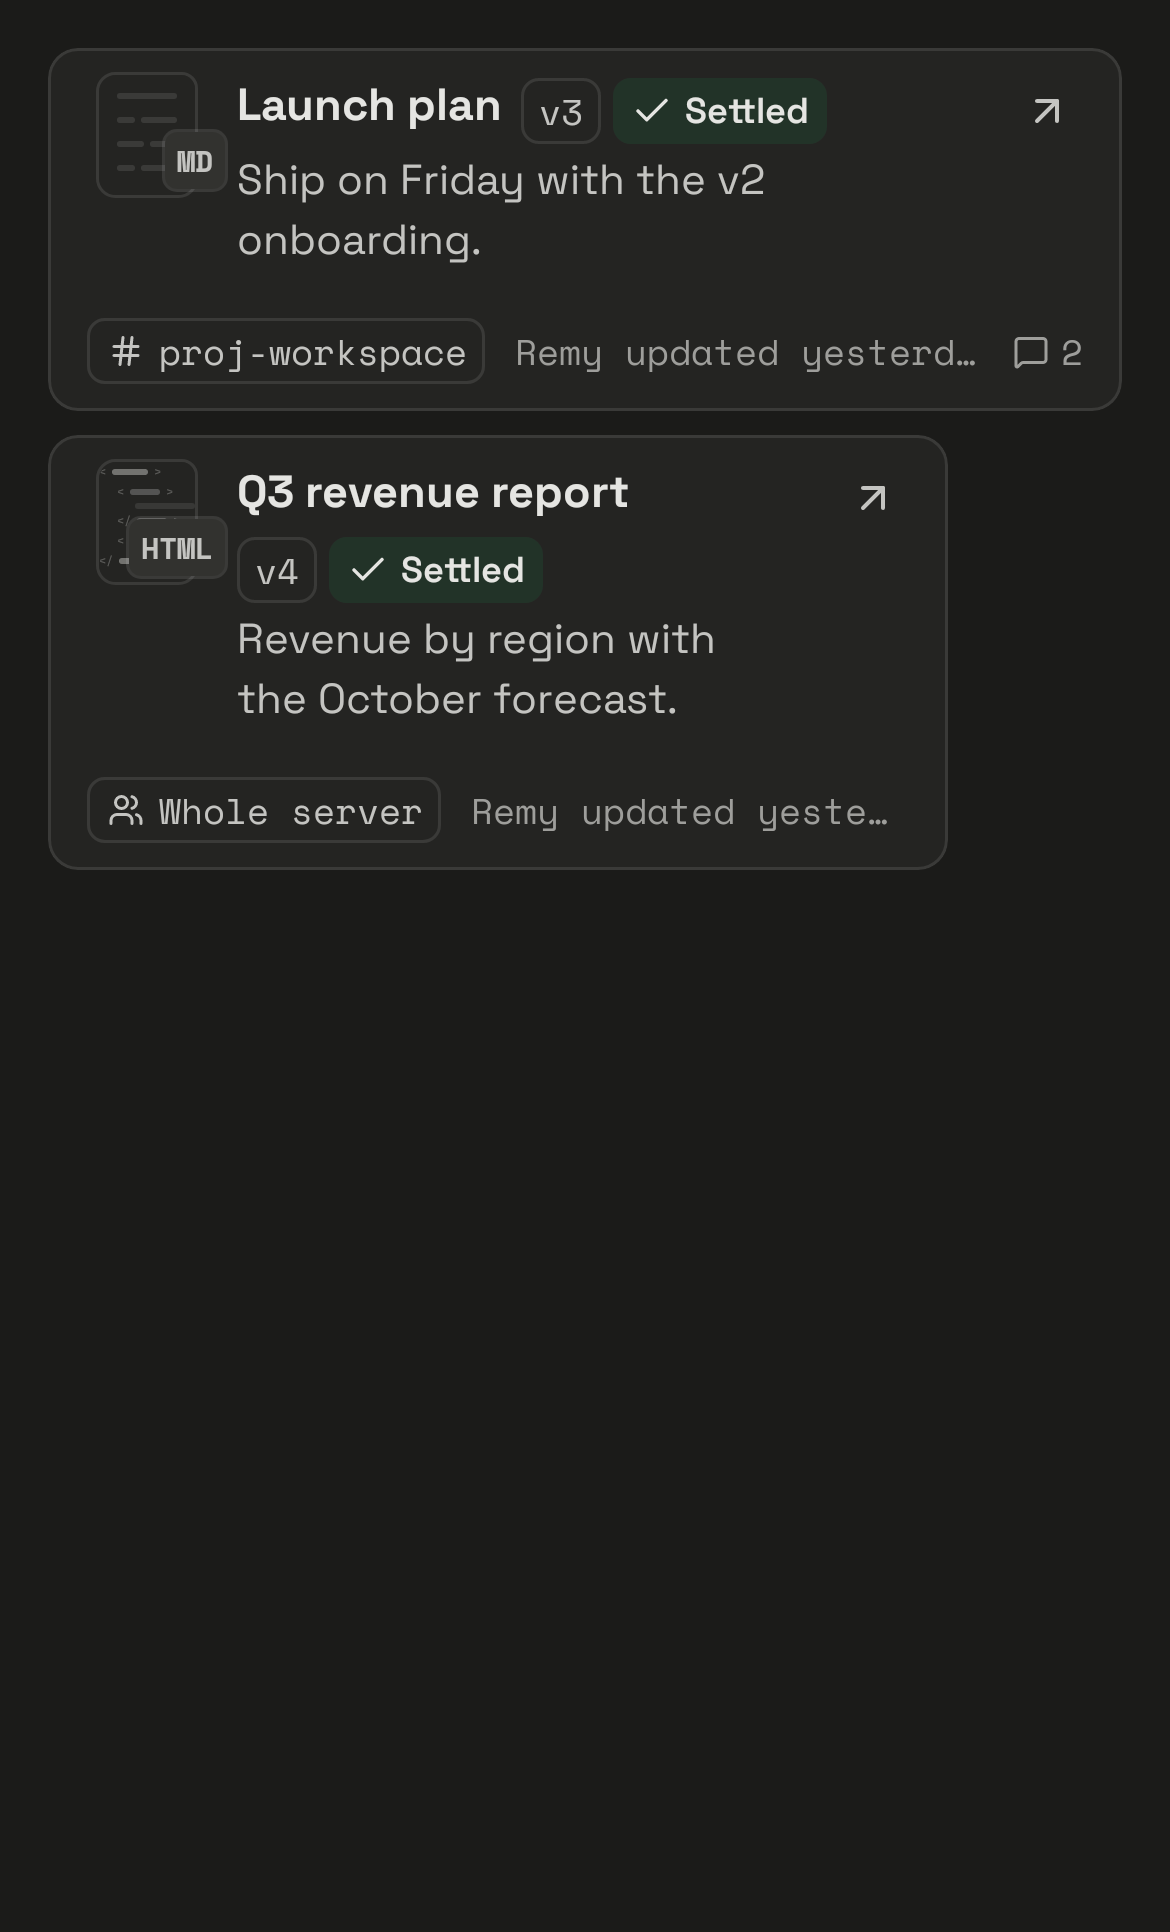 Launch plan v3 Settled
MD
Ship on Friday with the v2
onboarding.
# proj-workspace Remy updated yesterd… 2
Q3 revenue report
HTML
v4 Settled
Revenue by region with
the October forecast.
Whole server Remy updated yeste…